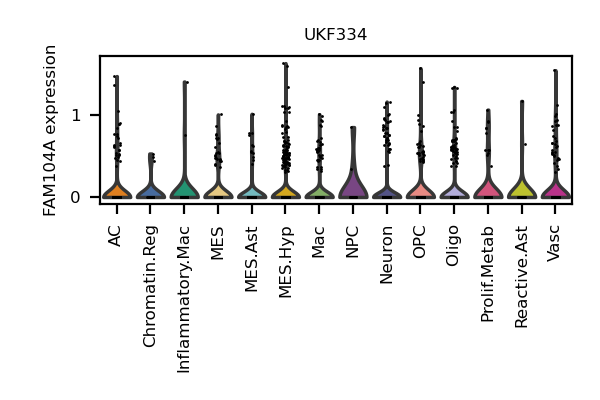 UKF334
FAM104A expression
1
0
AC
Chromatin.Reg
Inflammatory.Mac
MES
MES.Ast
MES.Hyp
Mac
NPC
Neuron
OPC
Oligo
Prolif.Metab
Reactive.Ast
Vasc